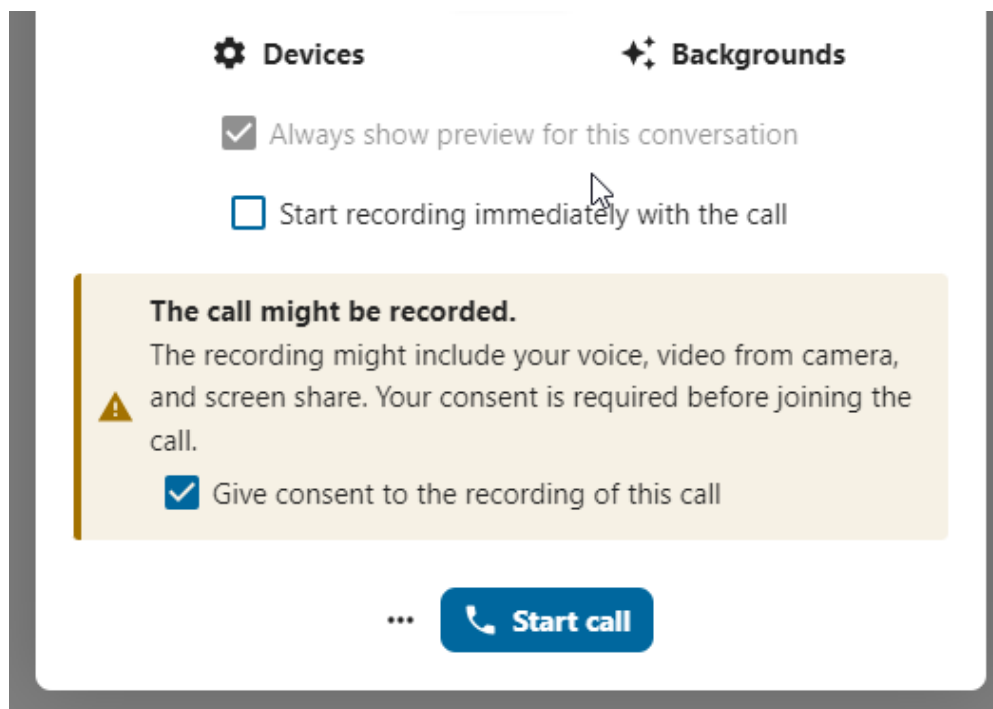 Devices
Backgrounds
Always show preview for this conversation
Start recording immediately with the call
The call might be recorded.
The recording might include your voice, video from camera,
and screen share. Your consent is required before joining the
call.
Give consent to the recording of this call
Start call